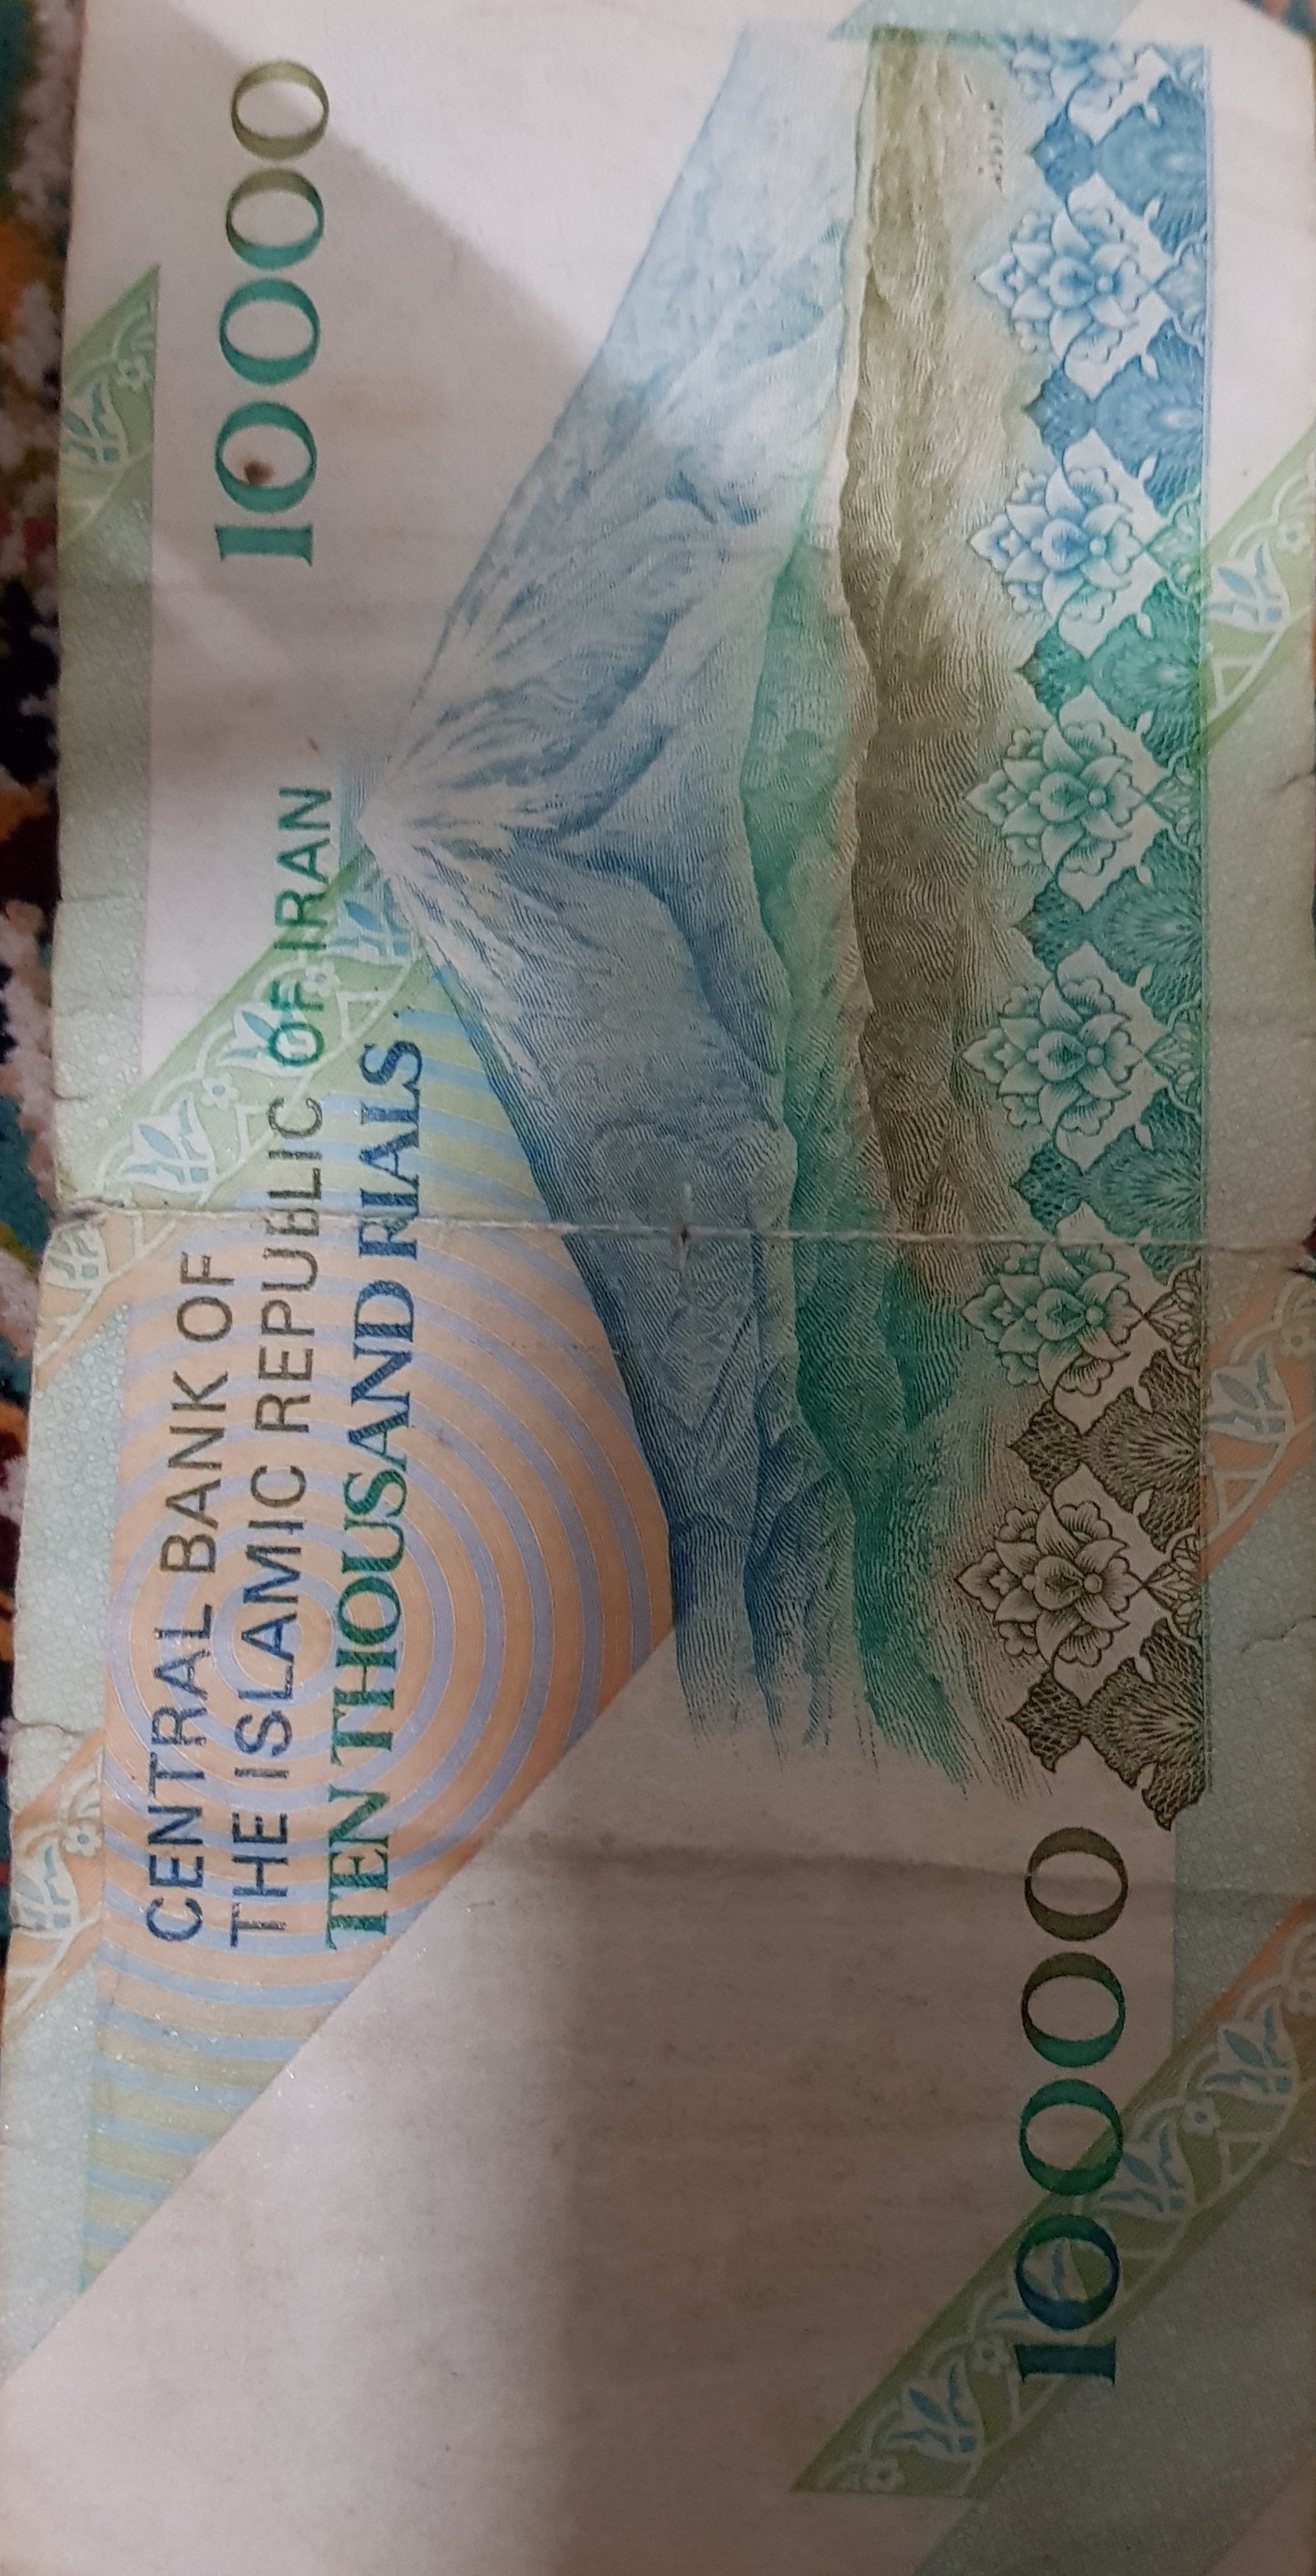 CENTRAL BANK OF
THE ISLAMIC REPUBLIC OF IRAN
TEN THOUSAND RIALS
10000
10000